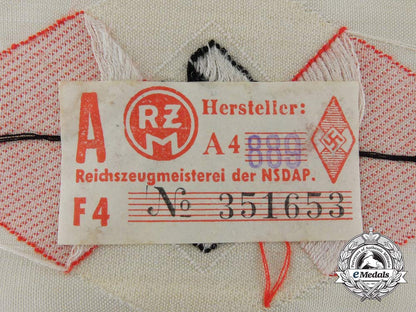 A
RZM
Hersteller:
A4 889
Reichszeugmeisterei der NSDAP.
F4
No 351653
eMedals